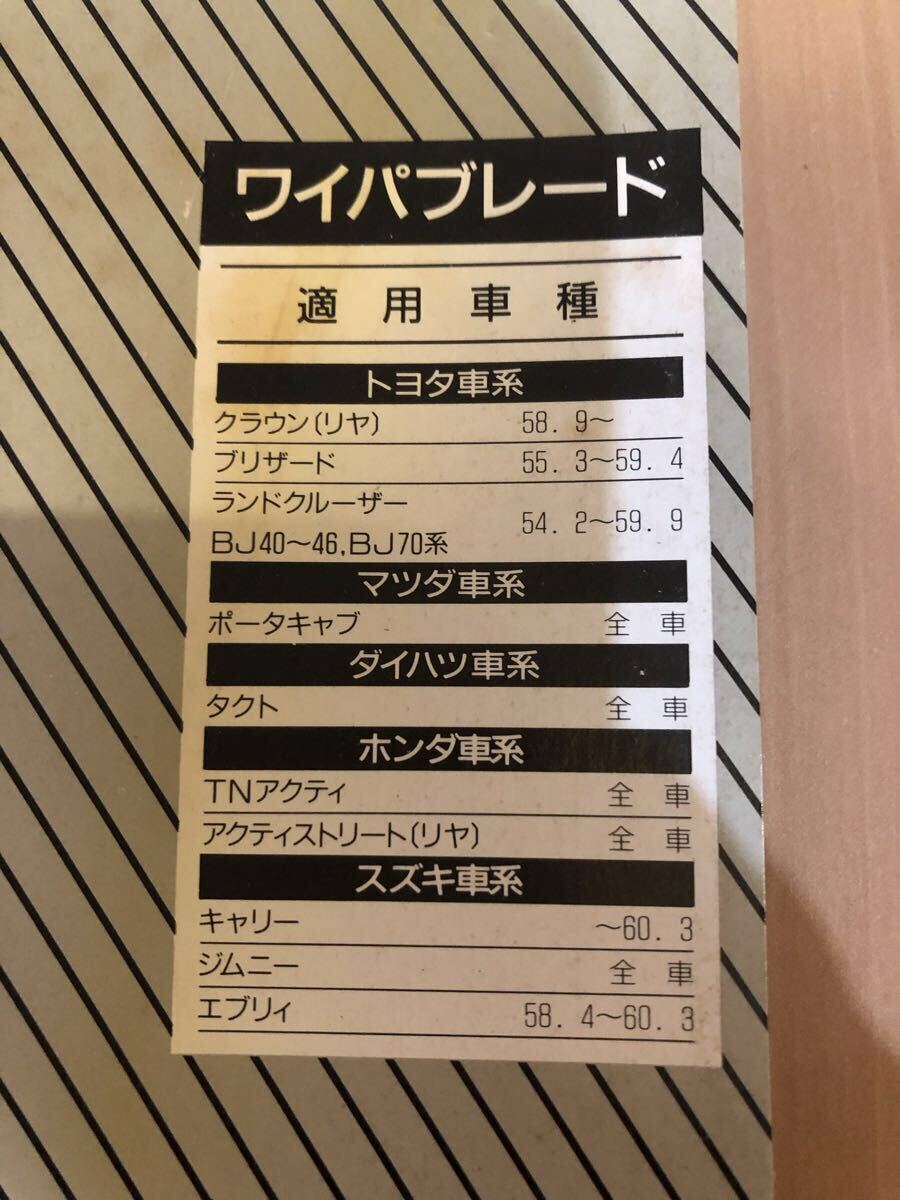 ワイパブレード
適用車種
トヨタ車系
クラウン(リヤ) 58. 9～
ブリザード 55. 3～59. 4
ランドクルーザー
BJ40～46,BJ70系 54. 2～59. 9
マツダ車系
ポータキャブ 全車
ダイハツ車系
タクト 全車
ホンダ車系
TNアクティ 全車
アクティストリート(リヤ) 全車
スズキ車系
キャリー ～60. 3
ジムニー 全車
エブリィ 58. 4～60. 3